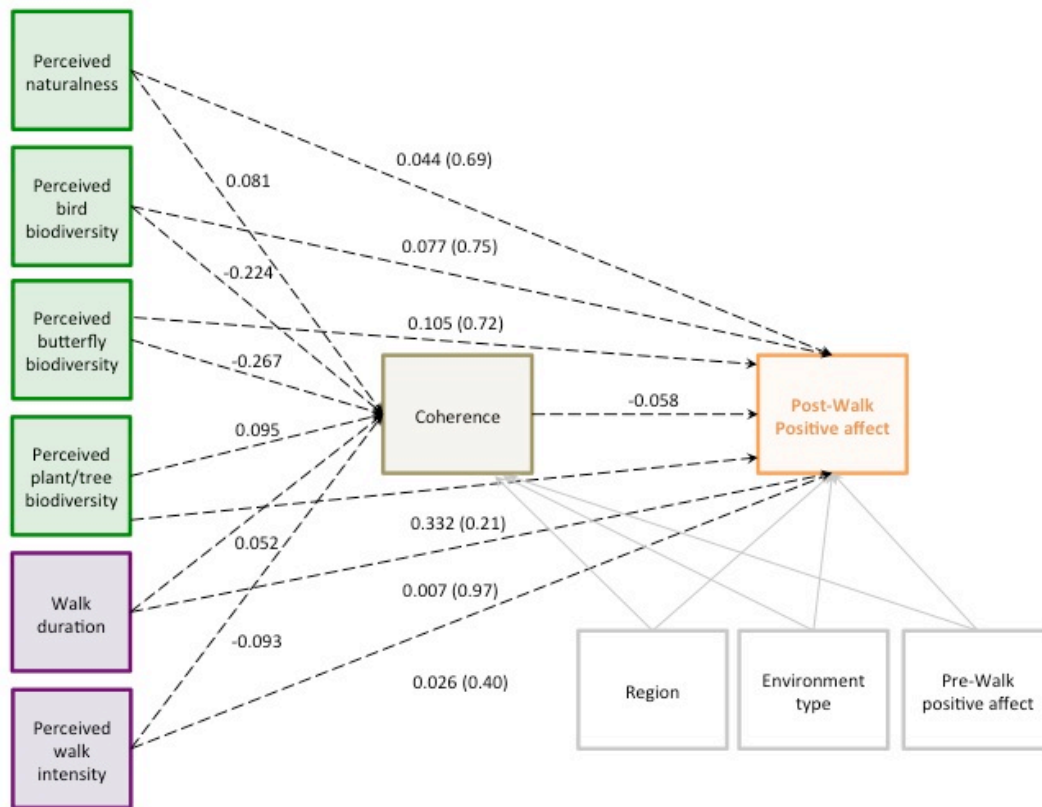 Perceived
naturalness
Perceived
bird
biodiversity
Perceived
butterfly
biodiversity
Perceived
plant/tree
biodiversity
Walk
duration
Perceived
walk
intensity
0.081
-0.224
-0.267
0.095
0.052
-0.093
0.044 (0.69)
0.077 (0.75)
0.105 (0.72)
-0.058
0.332 (0.21)
0.007 (0.97)
0.026 (0.40)
Coherence
Post-Walk
Positive affect
Region
Environment
type
Pre-Walk
positive affect